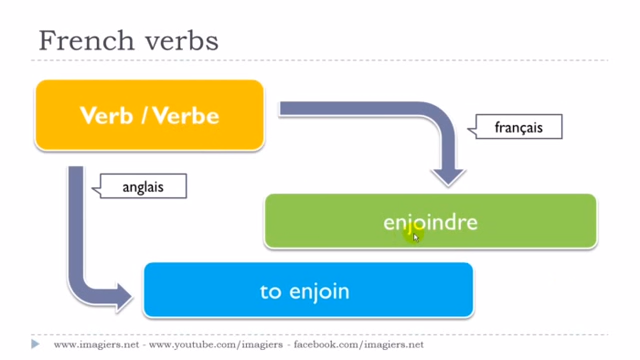 French verbs
Verb / Verbe
français
anglais
enjoindre
to enjoin
www.imagiers.net - www.youtube.com/imagiers - facebook.com/imagiers.net